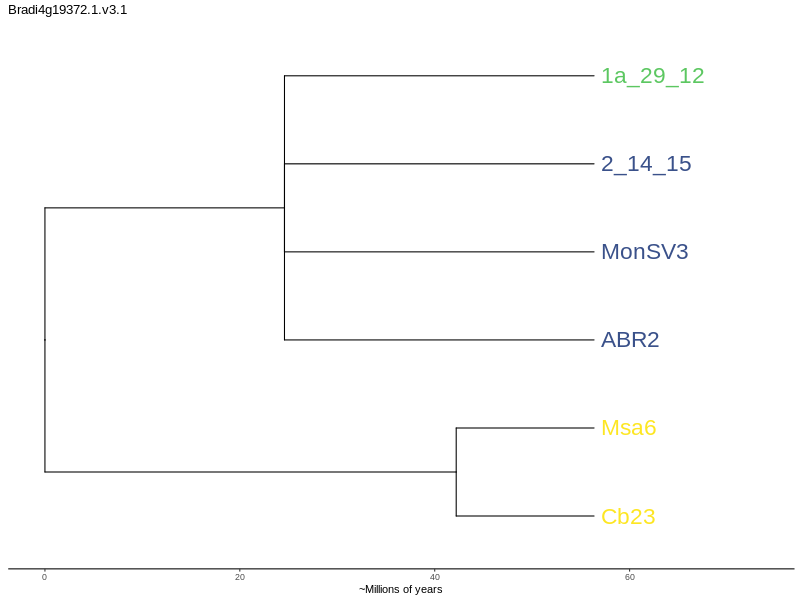 Bradi4g19372.1.v3.1
1a_29_12
2_14_15
MonSV3
ABR2
Msa6
Cb23
0 20 40 60
~Millions of years